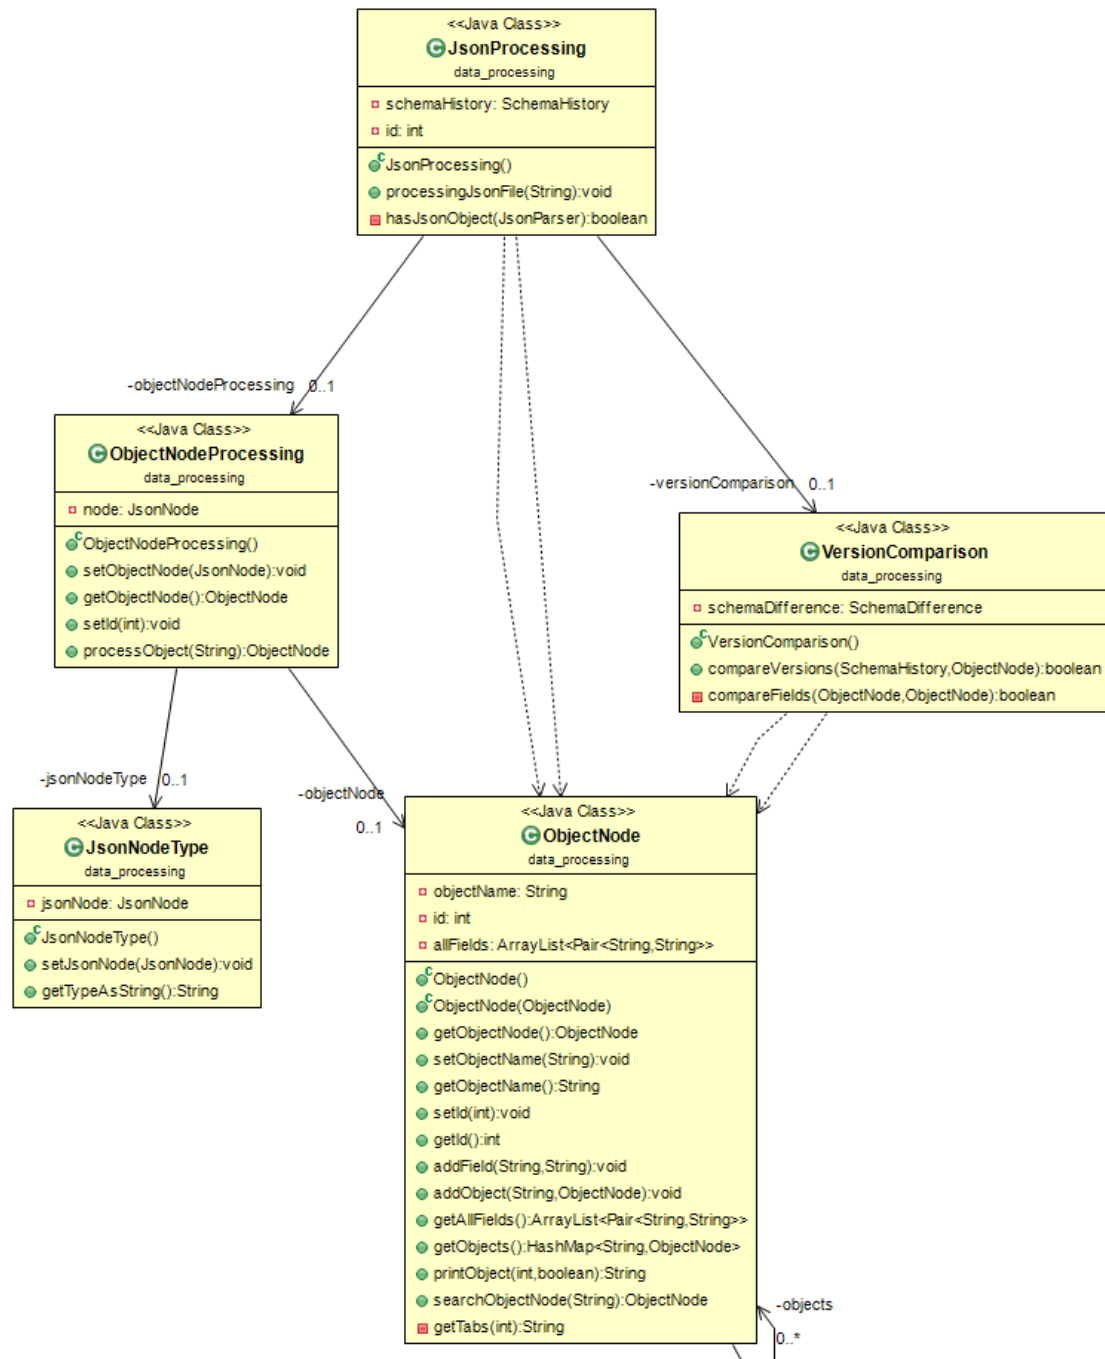 <<Java Class>>
JsonProcessing
data_processing
schemaHistory: SchemaHistory
id: int
JsonProcessing()
processingJsonFile(String):void
hasJsonObject(JsonParser):boolean
-objectNodeProcessing 0..1
<<Java Class>>
ObjectNodeProcessing
data_processing
node: JsonNode
ObjectNodeProcessing()
setObjectNode(JsonNode):void
getObjectNode():ObjectNode
setId(int):void
processObject(String):ObjectNode
-versionComparison 0..1
<<Java Class>>
VersionComparison
data_processing
schemaDifference: SchemaDifference
VersionComparison()
compareVersions(SchemaHistory,ObjectNode):boolean
compareFields(ObjectNode,ObjectNode):boolean
-jsonNodeType 0..1
<<Java Class>>
JsonNodeType
data_processing
jsonNode: JsonNode
JsonNodeType()
setJsonNode(JsonNode):void
getTypeAsString():String
-objectNode
0..1
<<Java Class>>
ObjectNode
data_processing
objectName: String
id: int
allFields: ArrayList<Pair<String,String>>
ObjectNode()
ObjectNode(ObjectNode)
getObjectNode():ObjectNode
setObjectName(String):void
getObjectName():String
setId(int):void
getId():int
addField(String,String):void
addObject(String,ObjectNode):void
getAllFields():ArrayList<Pair<String,String>>
getObjects():HashMap<String,ObjectNode>
printObject(int,boolean):String
searchObjectNode(String):ObjectNode
getTabs(int):String
-objects
0..*